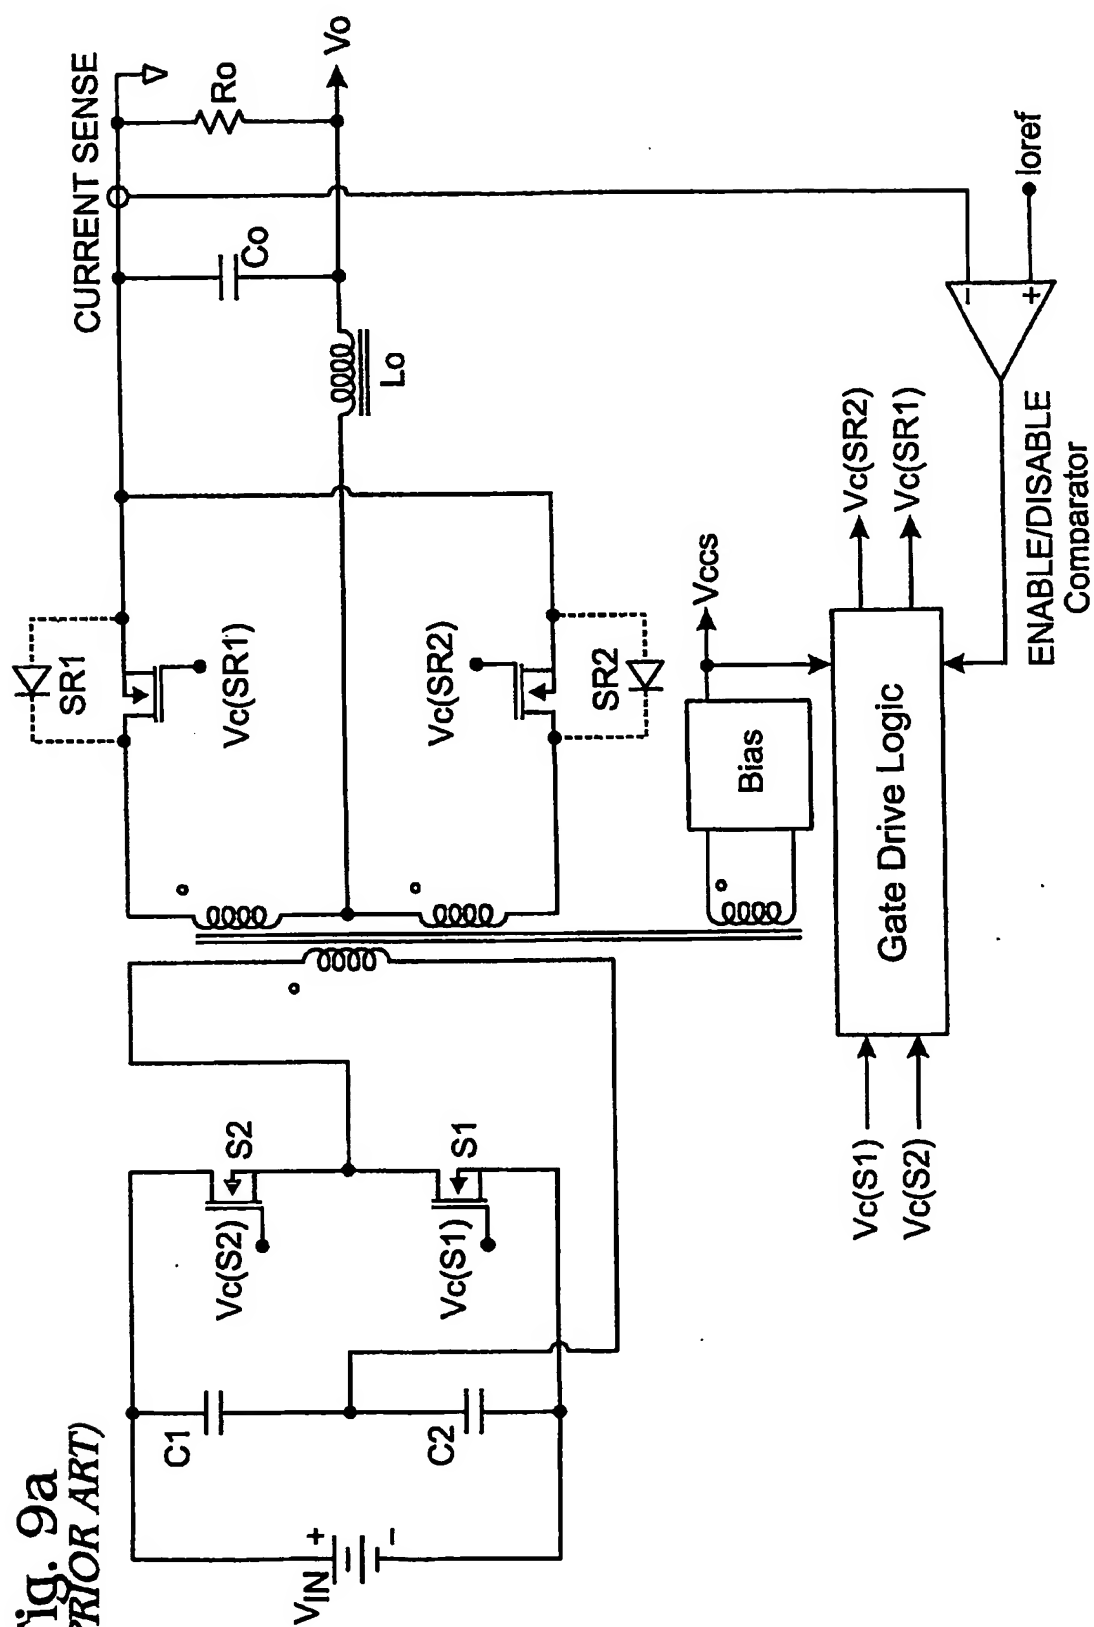 Fig. 9a
PRIOR ART)
VIN
+
-
C1
C2
Vc(S2)
S2
Vc(S1)
S1
SR1
Vc(SR1)
Vc(SR2)
SR2
CURRENT SENSE
Lo
Co
Ro
Vo
Bias
Vccs
Vc(S1)
Vc(S2)
Gate Drive Logic
Vc(SR2)
Vc(SR1)
ENABLE/DISABLE
Comparator
-
+
Ioref